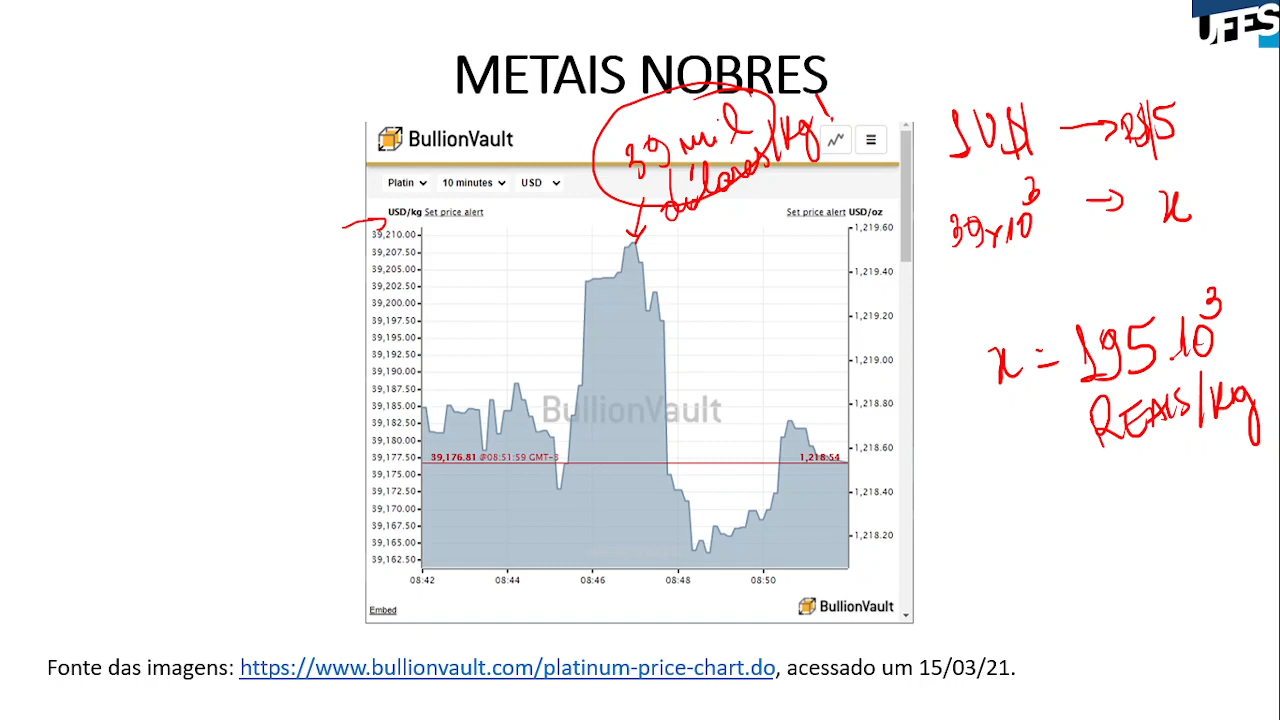 UFES
METAIS NOBRES
BullionVault
39 mil
dólares/kg!
Platin 10 minutes USD
USD/kg Set price alert
Set price alert USD/oz
39,210.00
39,207.50
39,205.00
39,202.50
39,200.00
39,197.50
39,195.00
39,192.50
39,190.00
39,187.50
39,185.00
39,182.50
39,180.00
39,177.50
39,175.00
39,172.50
39,170.00
39,167.50
39,165.00
39,162.50
1,219.60
1,219.40
1,219.20
1,219.00
1,218.80
1,218.60
1,218.40
1,218.20
BullionVault
39,176.81 @08:51:59 GMT-3
1,218.54
08:42 08:44 08:46 08:48 08:50
Embed
BullionVault
→ R$5
39x10³ → x
x = 195.10³
REAIS/kg
Fonte das imagens: https://www.bullionvault.com/platinum-price-chart.do, acessado um 15/03/21.